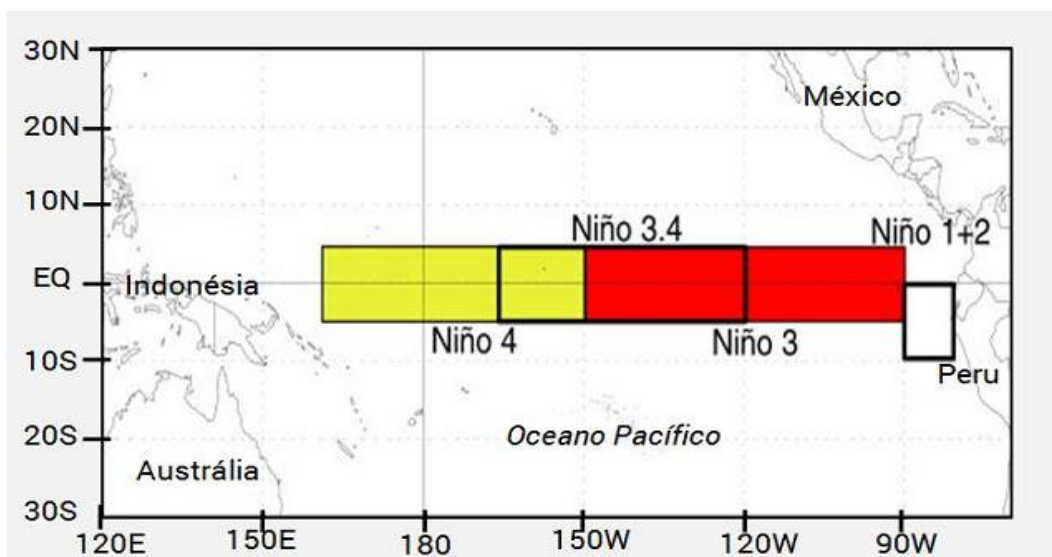 30N
México
20N
10N
Niño 3.4
Niño 1+2
EQ
Indonésia
Niño 4
Niño 3
10S
Peru
20S
Oceano Pacífico
Austrália
30S
120E
150E
180
150W
120W
90W